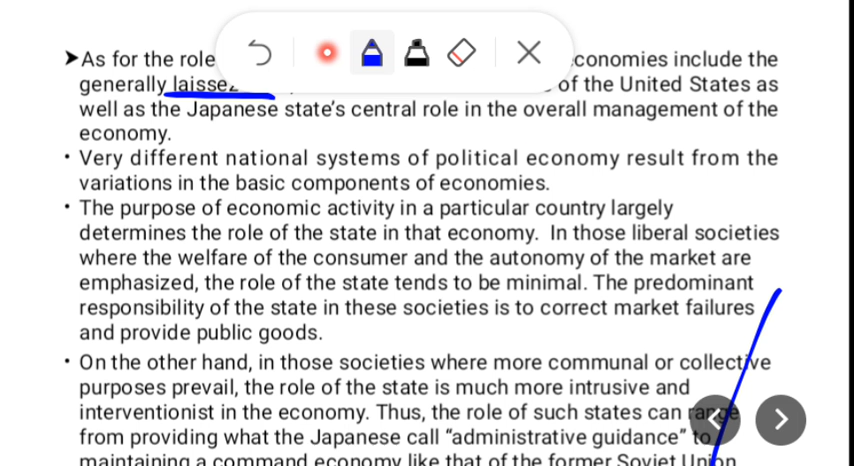 ➤As for the role conomies include the
generally laissez of the United States as
well as the Japanese state’s central role in the overall management of the
economy.
• Very different national systems of political economy result from the
variations in the basic components of economies.
• The purpose of economic activity in a particular country largely
determines the role of the state in that economy. In those liberal societies
where the welfare of the consumer and the autonomy of the market are
emphasized, the role of the state tends to be minimal. The predominant
responsibility of the state in these societies is to correct market failures
and provide public goods.
• On the other hand, in those societies where more communal or collective
purposes prevail, the role of the state is much more intrusive and
interventionist in the economy. Thus, the role of such states can range
from providing what the Japanese call “administrative guidance” to
maintaining a command economy like that of the former Soviet Union